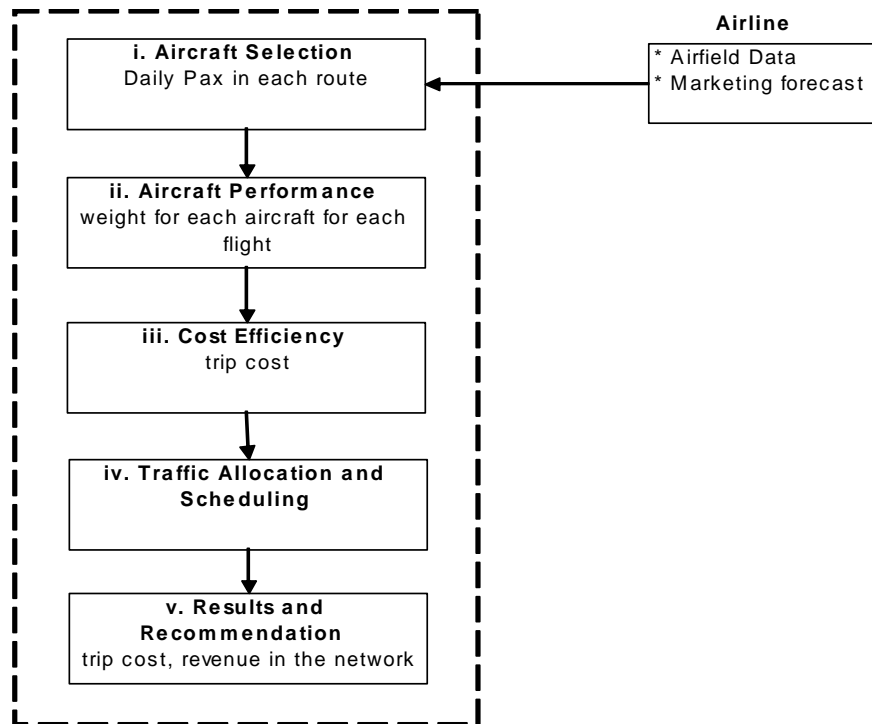 i. Aircraft Selection
Daily Pax in each route
Airline
* Airfield Data
* Marketing forecast
ii. Aircraft Performance
weight for each aircraft for each
flight
iii. Cost Efficiency
trip cost
iv. Traffic Allocation and
Scheduling
v. Results and
Recommendation
trip cost, revenue in the network